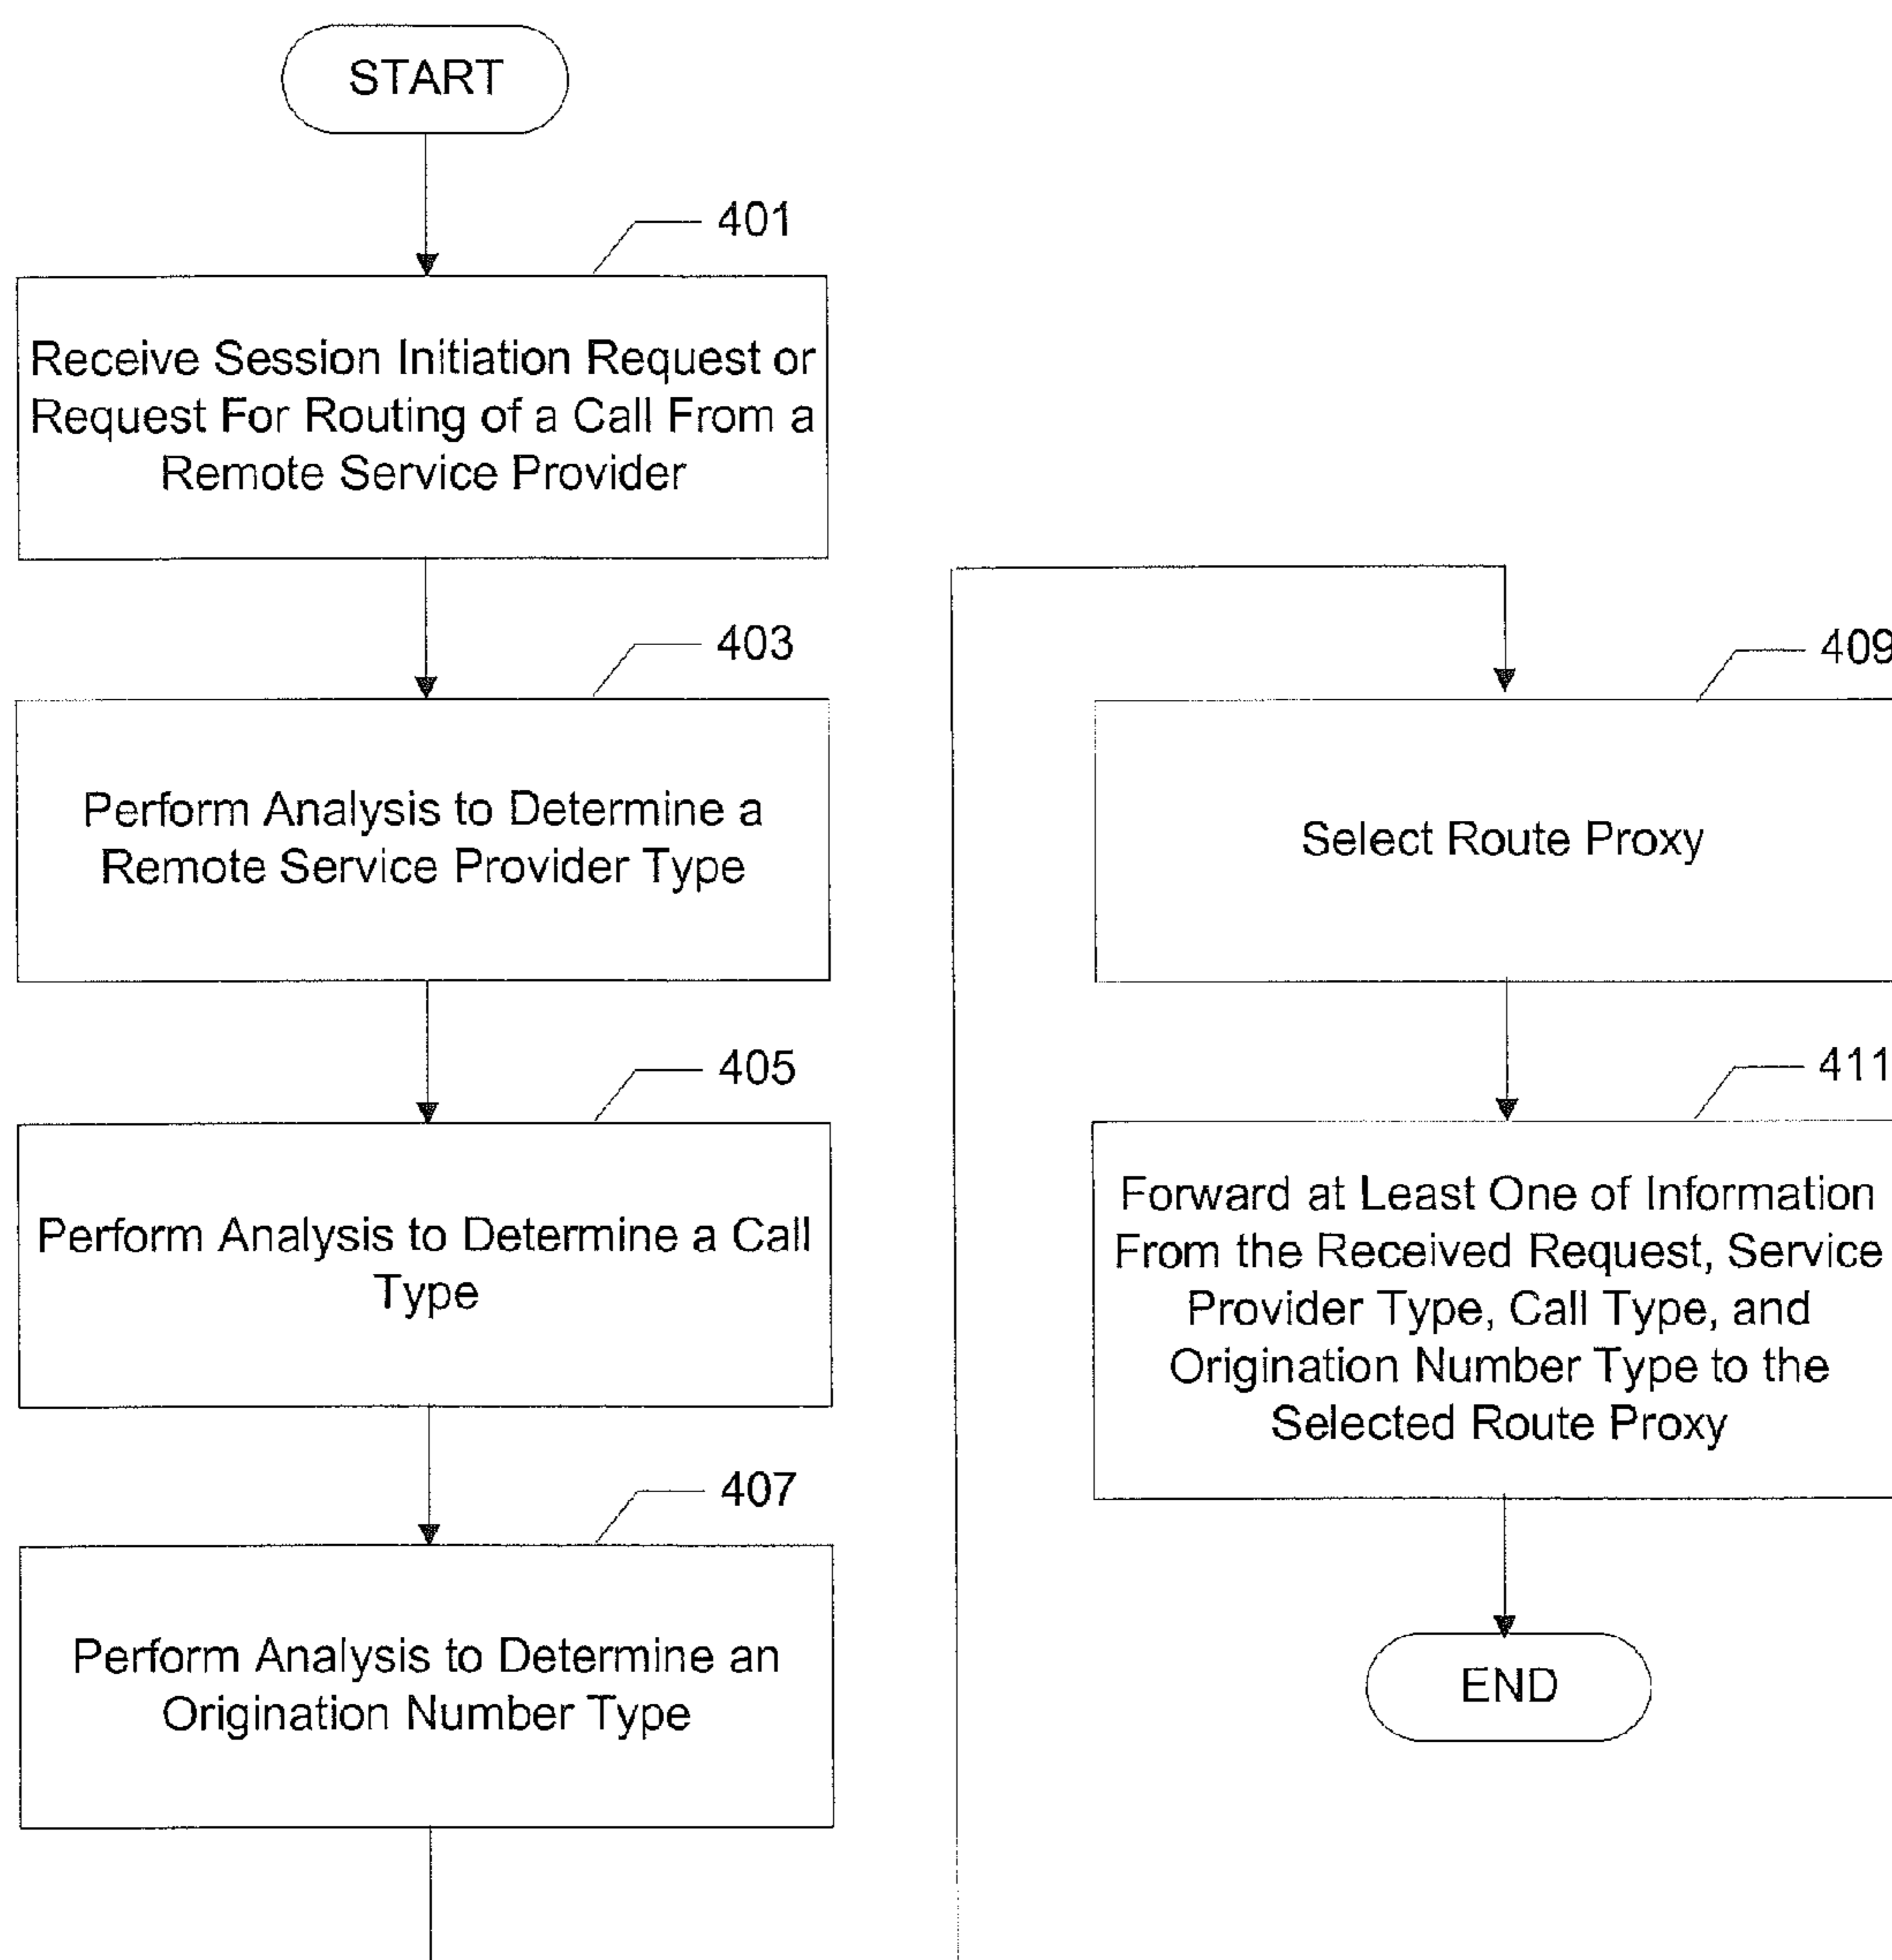 START
401
Receive Session Initiation Request or
Request For Routing of a Call From a
Remote Service Provider
403
Perform Analysis to Determine a
Remote Service Provider Type
405
Perform Analysis to Determine a Call
Type
407
Perform Analysis to Determine an
Origination Number Type
409
Select Route Proxy
411
Forward at Least One of Information
From the Received Request, Service
Provider Type, Call Type, and
Origination Number Type to the
Selected Route Proxy
END